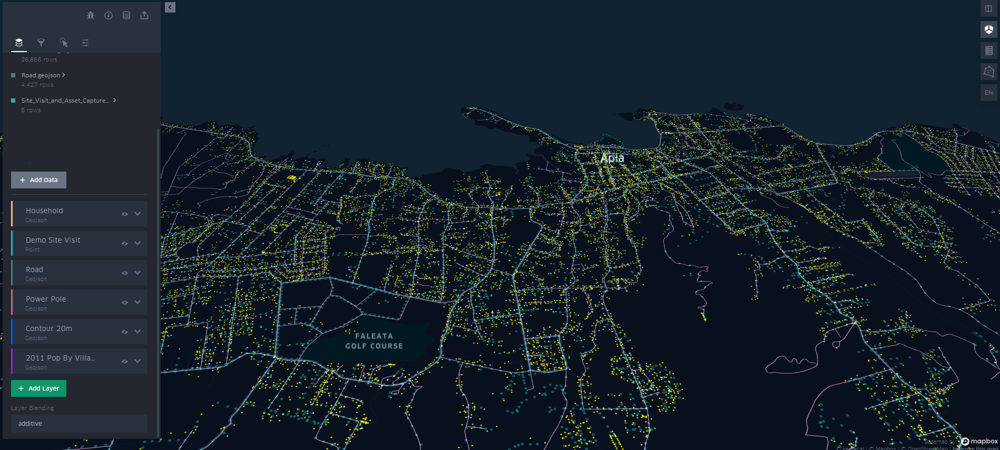 26,866 rows
Road.geojson
4,427 rows
Site_Visit_and_Asset_Capture...
6 rows
+ Add Data
Household
Geojson
Demo Site Visit
Point
Road
Geojson
Power Pole
Geojson
Contour 20m
Geojson
2011 Pop By Villa...
Geojson
+ Add Layer
Layer Blending
additive
EN
Apia
FALEATA
GOLF COURSE
Basemap by: mapbox
© kepler.gl | © Mapbox | © OpenStreetMap | Improve this map